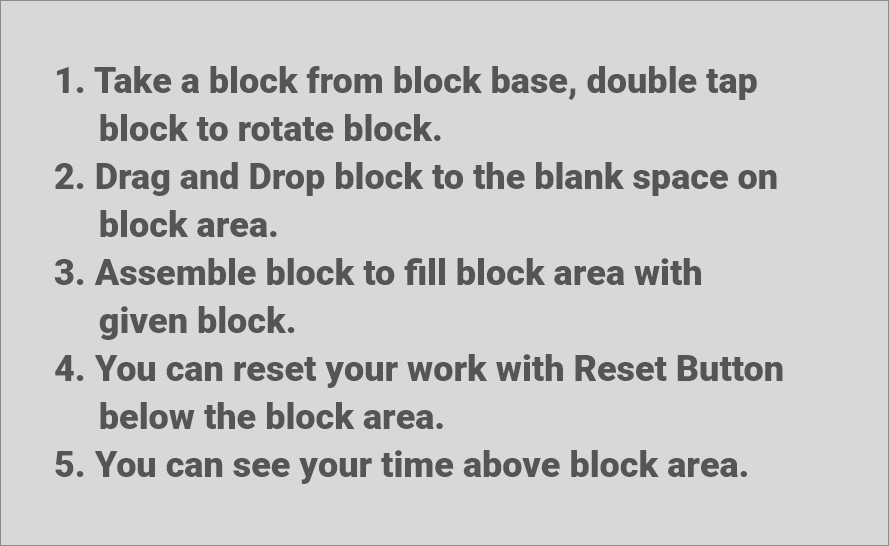 1. Take a block from block base, double tap
block to rotate block.
2. Drag and Drop block to the blank space on
block area.
3. Assemble block to fill block area with
given block.
4. You can reset your work with Reset Button
below the block area.
5. You can see your time above block area.